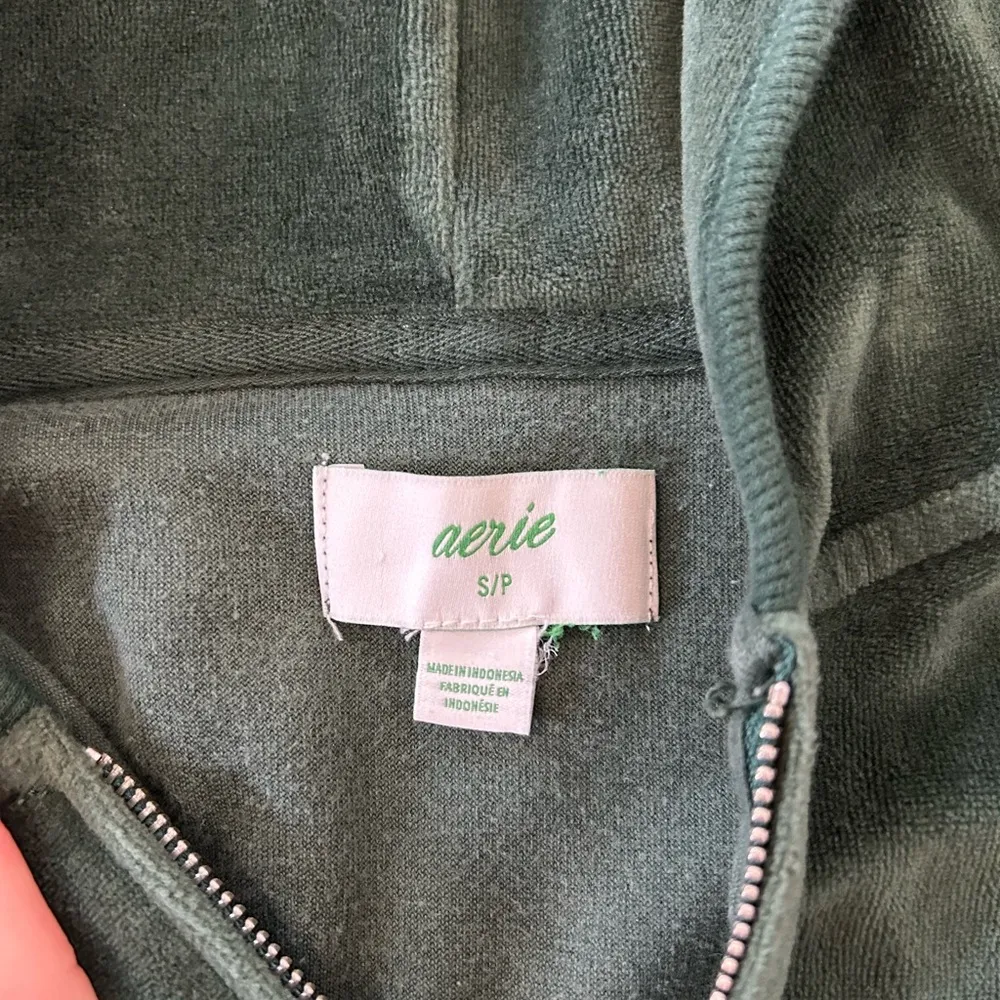 aerie
S/P
MADE IN INDONESIA
FABRIQUÉ EN
INDONÉSIE